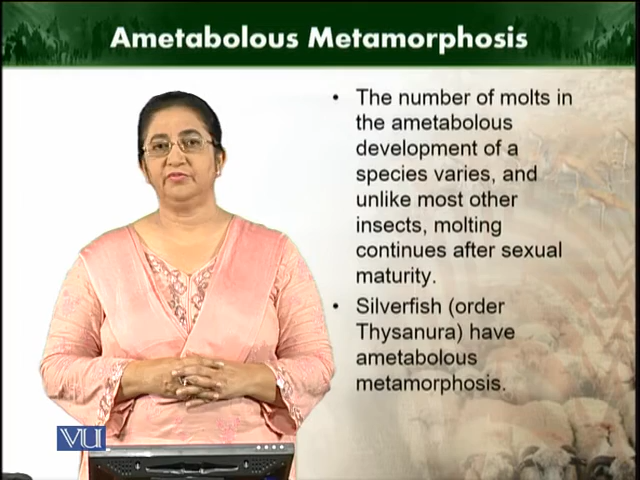 Ametabolous Metamorphosis
• The number of molts in
the ametabolous
development of a
species varies, and
unlike most other
insects, molting
continues after sexual
maturity.
• Silverfish (order
Thysanura) have
ametabolous
metamorphosis.
VU